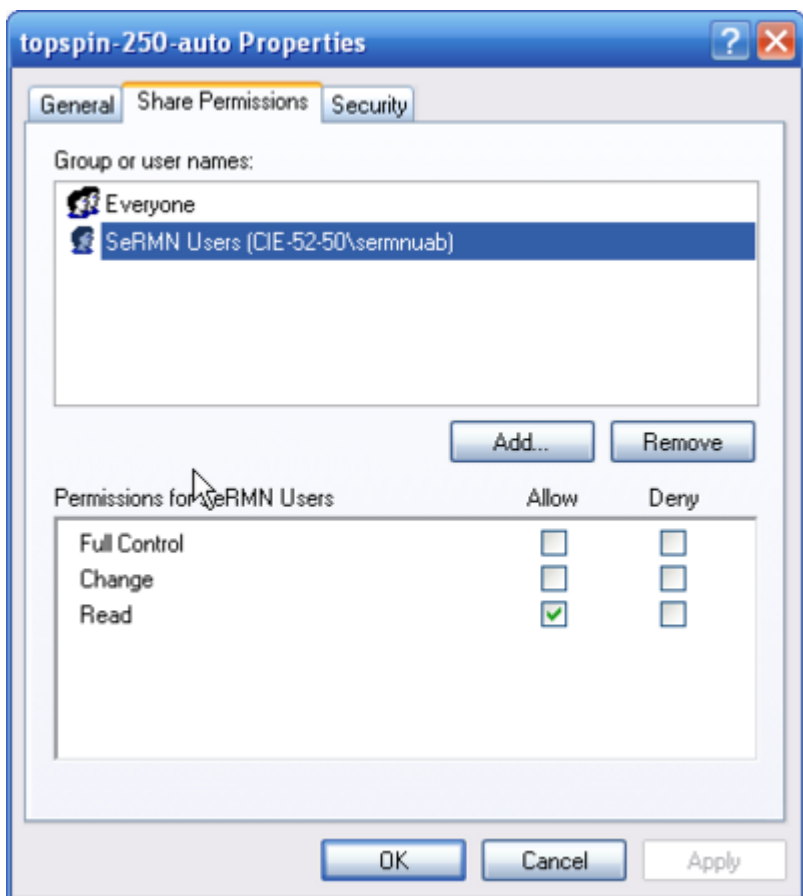 topspin-250-auto Properties
General Share Permissions Security
Group or user names:
Everyone
SeRMN Users (CIE-52-50\sermnuab)
Add... Remove
Permissions for SeRMN Users Allow Deny
Full Control
Change
Read
OK Cancel Apply